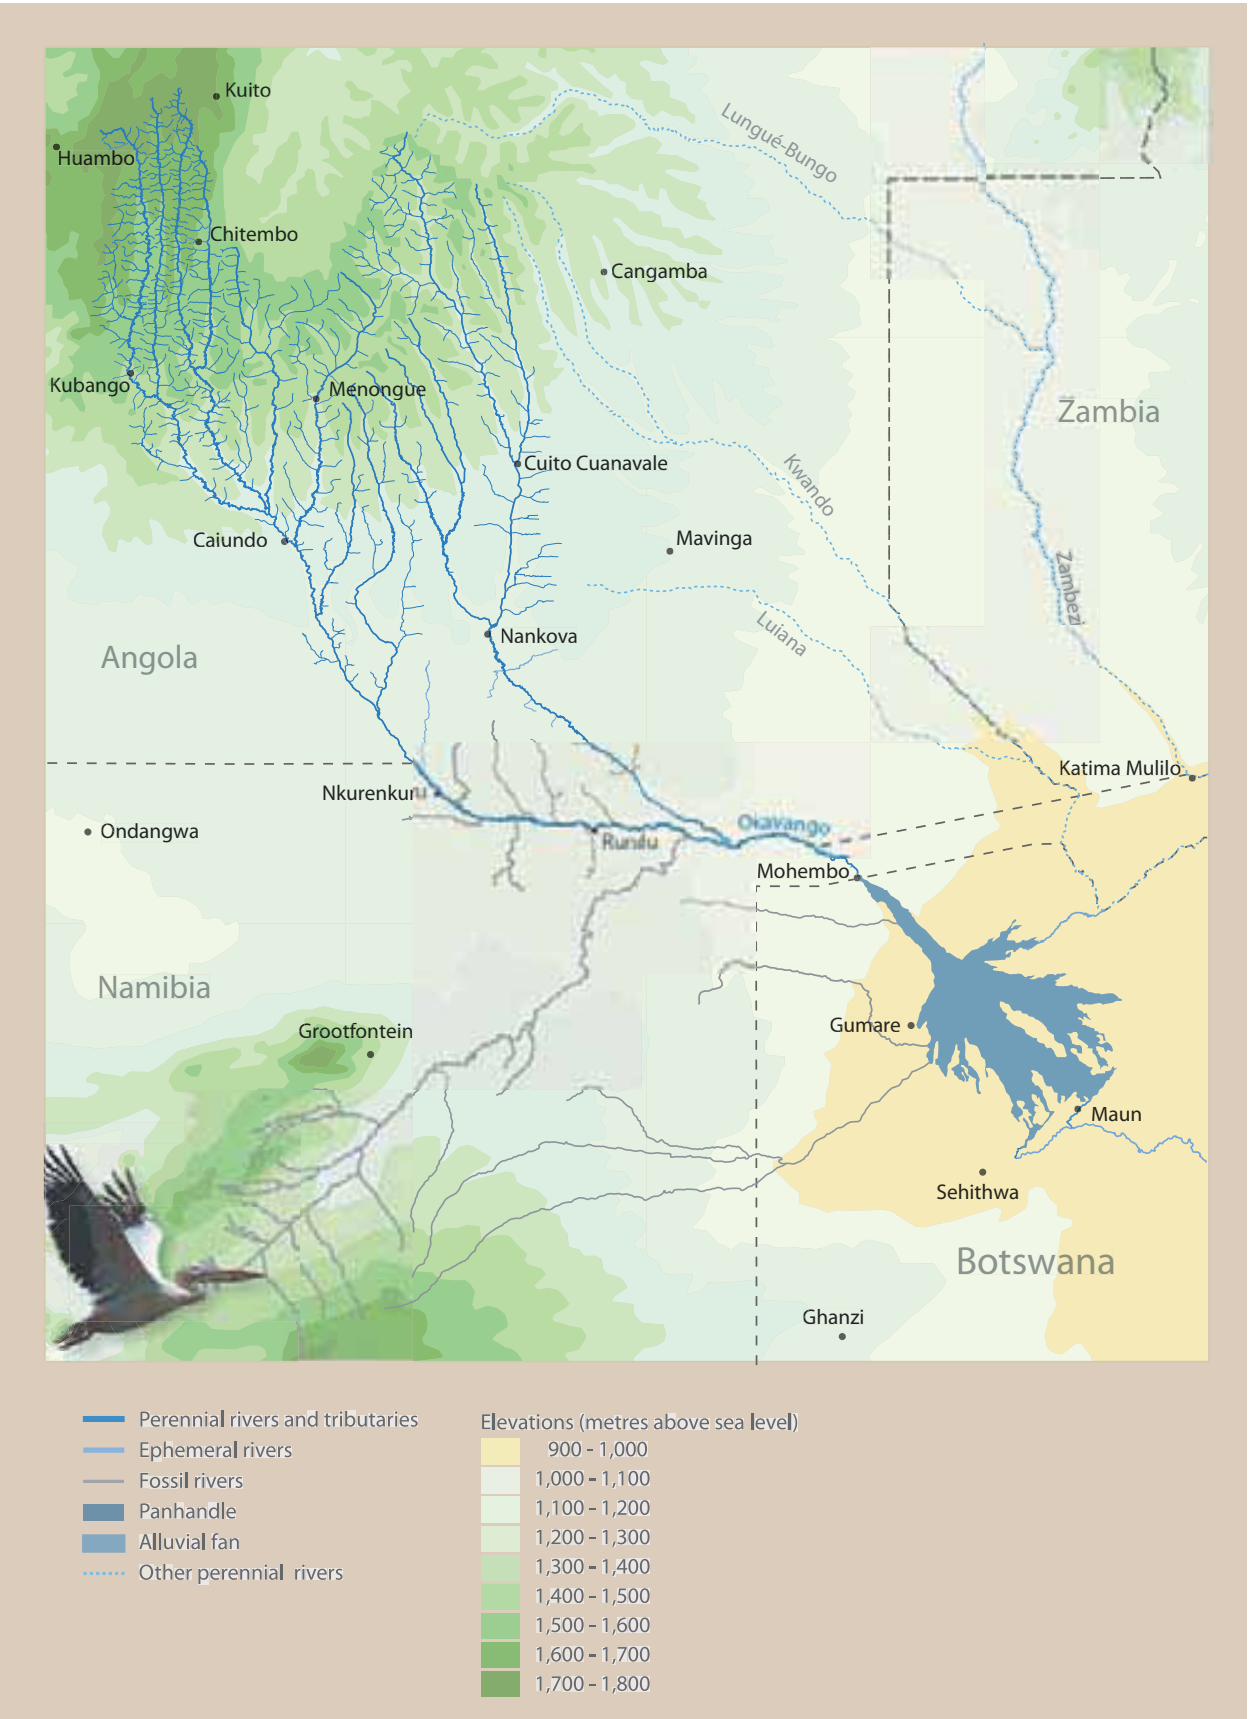 Kuito
Lungué-Bungo
Huambo
Chitembo
Cangamba
Kubango
Menongue
Zambia
Cuito Cuanavale
Kwando
Caiundo
Mavinga
Zambezi
Nankova
Luiana
Angola
Katima Mulilo
Nkurenkuru
Okavango
Ondangwa
Rundu
Mohembo
Namibia
Gumare
Grootfontein
Maun
Sehithwa
Botswana
Ghanzi
Perennial rivers and tributaries
Ephemeral rivers
Fossil rivers
Panhandle
Alluvial fan
Other perennial rivers
Elevations (metres above sea level)
900 - 1,000
1,000 - 1,100
1,100 - 1,200
1,200 - 1,300
1,300 - 1,400
1,400 - 1,500
1,500 - 1,600
1,600 - 1,700
1,700 - 1,800